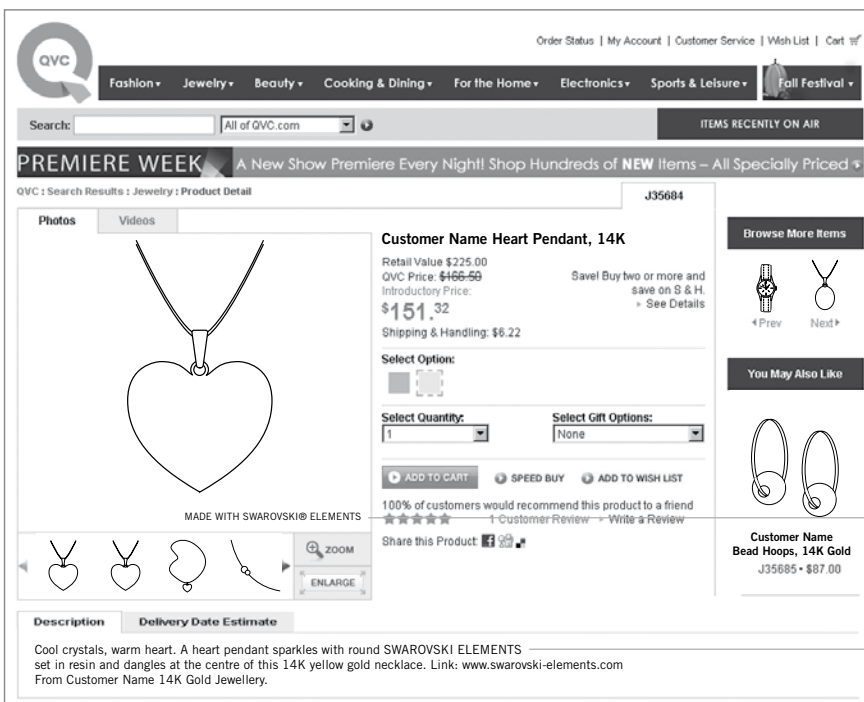 Order Status | My Account | Customer Service | Wish List | Cart
QVC
Fashion Jewelry Beauty Cooking & Dining For the Home Electronics Sports & Leisure Fall Festival
Search: All of QVC.com ITEMS RECENTLY ON AIR
PREMIERE WEEK A New Show Premiere Every Night! Shop Hundreds of NEW Items – All Specially Priced
QVC : Search Results : Jewelry : Product Detail
J35684
Photos Videos
Browse More Items
Customer Name Heart Pendant, 14K
Retail Value $225.00
QVC Price: $166.50
Introductory Price:
$151.32
Shipping & Handling: $6.22
Save! Buy two or more and
save on S & H.
See Details
Prev Next
Select Option:
You May Also Like
Select Quantity: Select Gift Options:
1 None
ADD TO CART SPEED BUY ADD TO WISH LIST
100% of customers would recommend this product to a friend
1 Customer Review Write a Review
MADE WITH SWAROVSKI® ELEMENTS
Share this Product:
Customer Name
Bead Hoops, 14K Gold
J35685 • $87.00
ZOOM
ENLARGE
Description Delivery Date Estimate
Cool crystals, warm heart. A heart pendant sparkles with round SWAROVSKI ELEMENTS
set in resin and dangles at the centre of this 14K yellow gold necklace. Link: www.swarovski-elements.com
From Customer Name 14K Gold Jewellery.